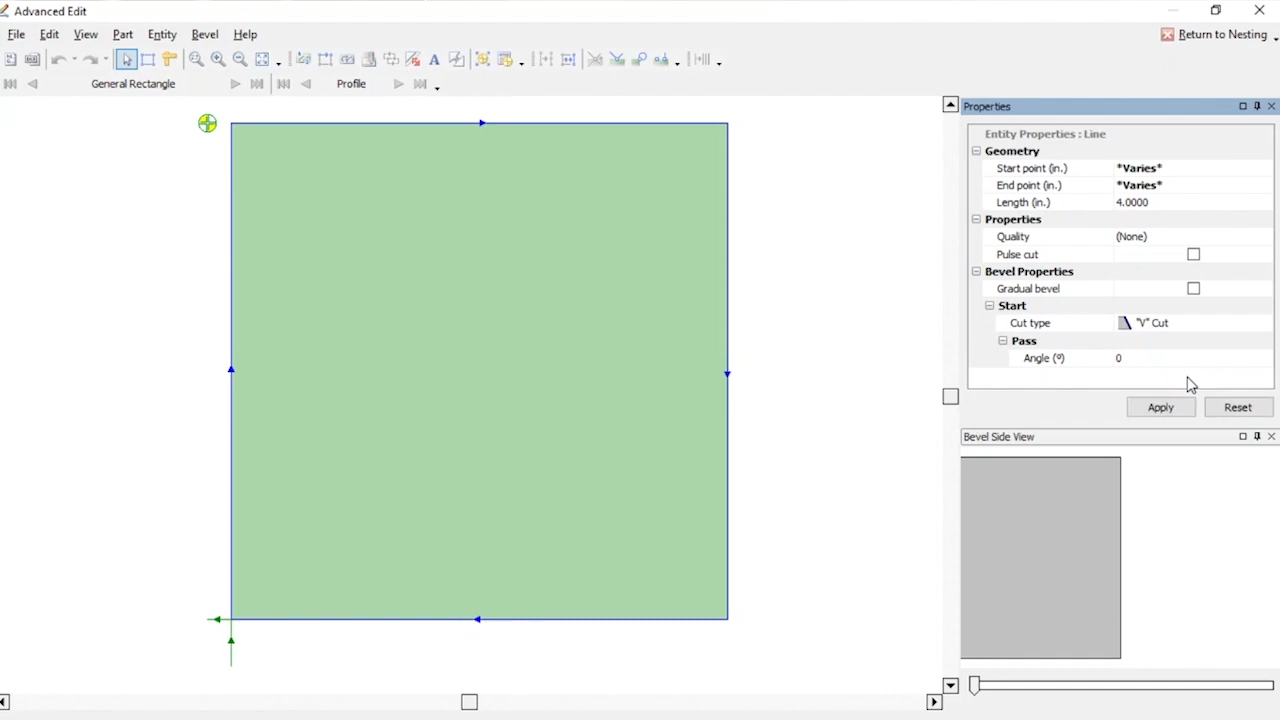 Advanced Edit
File Edit View Part Entity Bevel Help
Return to Nesting
General Rectangle Profile
Properties
Entity Properties : Line
Geometry
Start point (in.) *Varies*
End point (in.) *Varies*
Length (in.) 4.0000
Properties
Quality (None)
Pulse cut
Bevel Properties
Gradual bevel
Start
Cut type "V" Cut
Pass
Angle (º) 0
Apply Reset
Bevel Side View